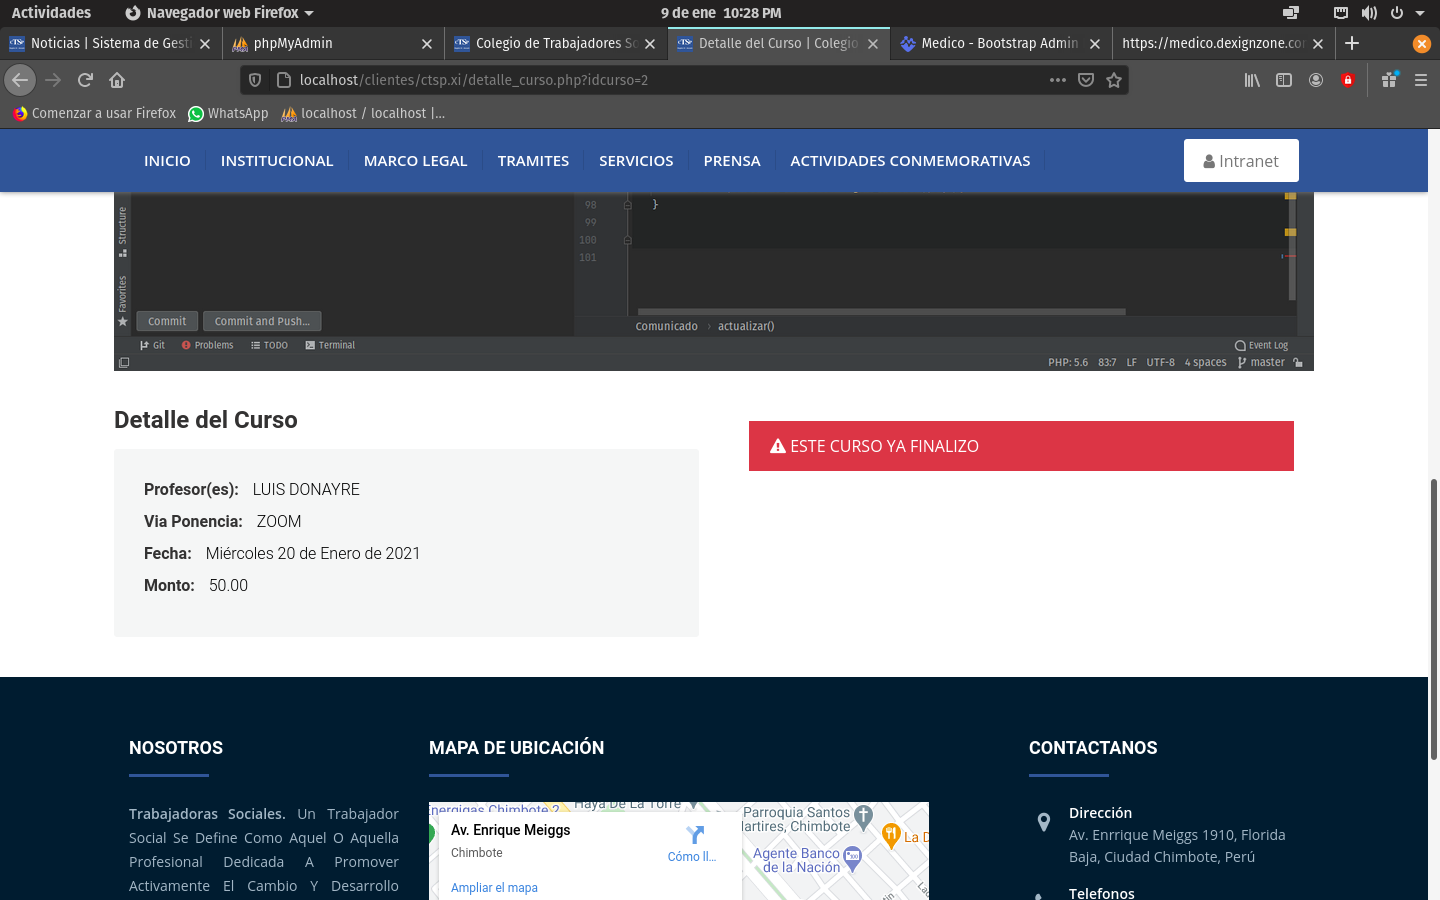 Actividades
Navegador web Firefox
9 de ene 10:28 PM
Noticias | Sistema de Gesti
phpMyAdmin
Colegio de Trabajadores So
Detalle del Curso | Colegio
Medico - Bootstrap Admin
https://medico.dexignzone.co
localhost/clientes/ctsp.xi/detalle_curso.php?idcurso=2
Comenzar a usar Firefox
WhatsApp
localhost / localhost |...
INICIO
INSTITUCIONAL
MARCO LEGAL
TRAMITES
SERVICIOS
PRENSA
ACTIVIDADES CONMEMORATIVAS
Intranet
Structure
Favorites
98
}
99
100
101
Commit
Commit and Push...
Comunicado › actualizar()
Git
Problems
TODO
Terminal
Event Log
PHP: 5.6 83:7 LF UTF-8 4 spaces master
Detalle del Curso
ESTE CURSO YA FINALIZO
Profesor(es): LUIS DONAYRE
Via Ponencia: ZOOM
Fecha: Miércoles 20 de Enero de 2021
Monto: 50.00
NOSOTROS
Trabajadoras Sociales. Un Trabajador
Social Se Define Como Aquel O Aquella
Profesional Dedicada A Promover
Activamente El Cambio Y Desarrollo
MAPA DE UBICACIÓN
Chimbote 2
Haya De La Torre
Av. Enrrique Meiggs
Chimbote
Cómo ll...
Ampliar el mapa
Parroquia Santos
Martires, Chimbote
La D
Agente Banco
de la Nación
CONTACTANOS
Dirección
Av. Enrrique Meiggs 1910, Florida
Baja, Ciudad Chimbote, Perú
Telefonos